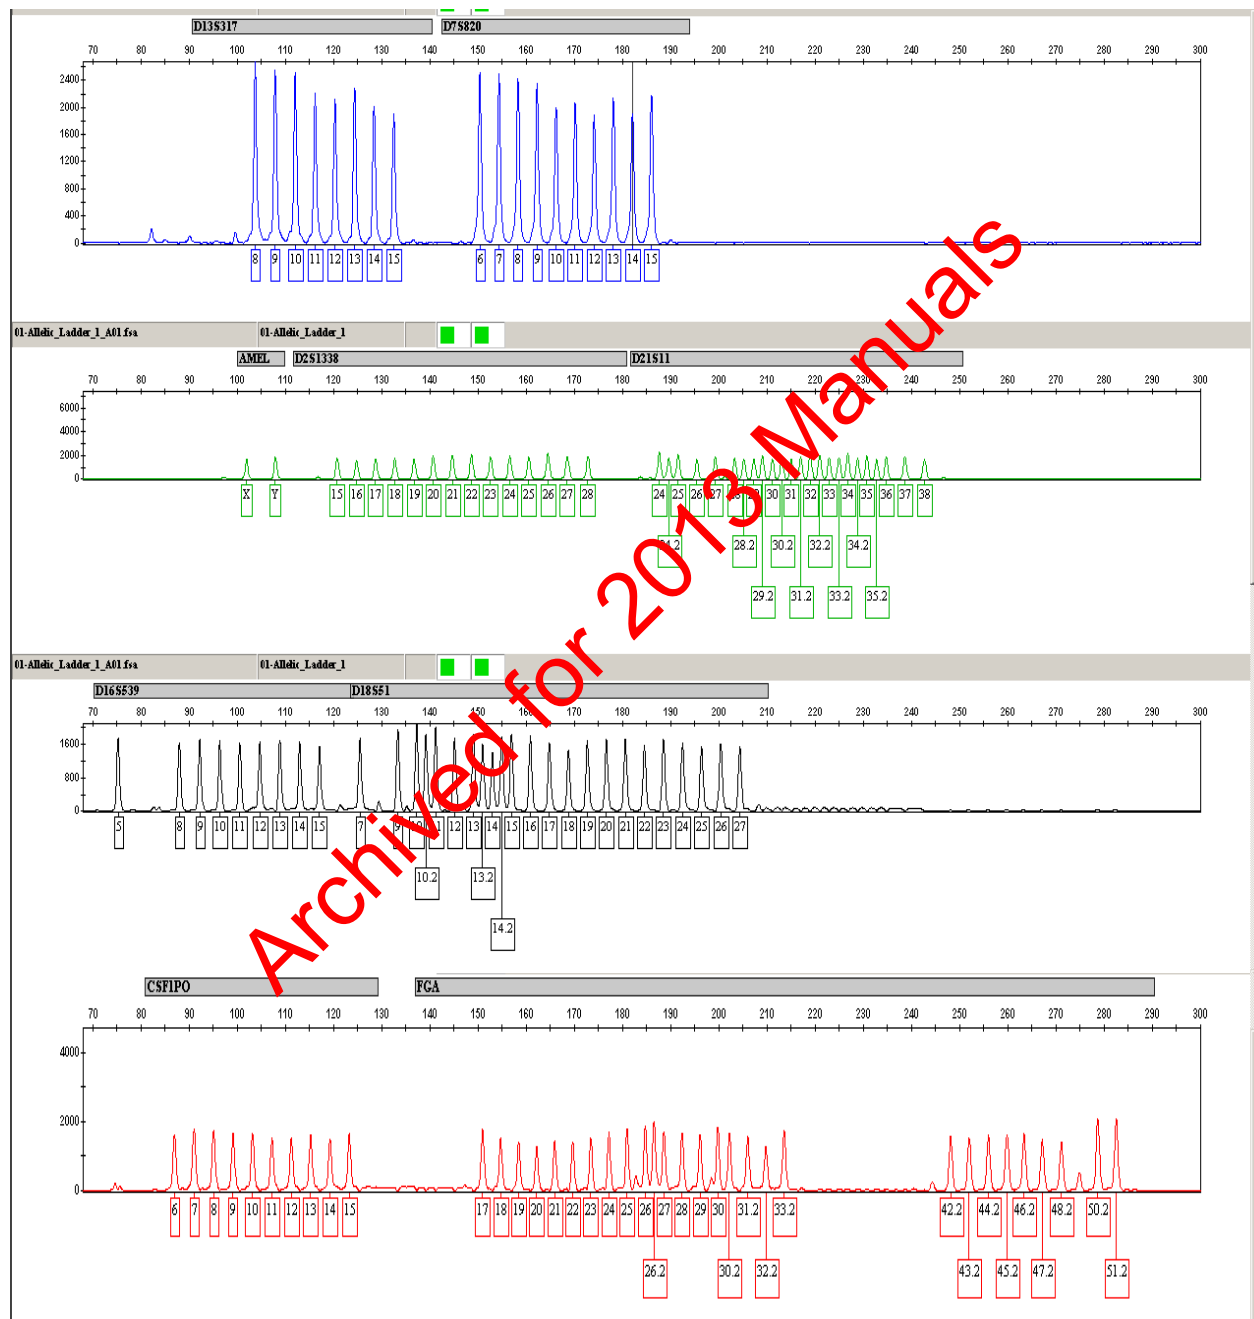 D13S317 D7S820
70 80 90 100 110 120 130 140 150 160 170 180 190 200 210 220 230 240 250 260 270 280 290 300
2400
2000
1600
1200
800
400
0
8 9 10 11 12 13 14 15 6 7 8 9 10 11 12 13 14 15
01-Allelic_Ladder_1_A01.fsa 01-Allelic_Ladder_1
AMEL D2S1338 D21S11
70 80 90 100 110 120 130 140 150 160 170 180 190 200 210 220 230 240 250 260 270 280 290 300
6000
4000
2000
0
X Y 15 16 17 18 19 20 21 22 23 24 25 26 27 28 24 25 26 27 28 29 30 31 32 33 34 35 36 37 38
24.2 28.2 30.2 32.2 34.2
29.2 31.2 33.2 35.2
01-Allelic_Ladder_1_A01.fsa 01-Allelic_Ladder_1
D16S539 D18S51
70 80 90 100 110 120 130 140 150 160 170 180 190 200 210 220 230 240 250 260 270 280 290 300
1600
800
0
5 8 9 10 11 12 13 14 15 7 9 10 11 12 13 14 15 16 17 18 19 20 21 22 23 24 25 26 27
10.2 13.2
14.2
CSF1PO FGA
70 80 90 100 110 120 130 140 150 160 170 180 190 200 210 220 230 240 250 260 270 280 290 300
4000
2000
0
6 7 8 9 10 11 12 13 14 15 17 18 19 20 21 22 23 24 25 26 27 28 29 30 31.2 33.2 42.2 44.2 46.2 48.2 50.2
26.2 30.2 32.2 43.2 45.2 47.2 51.2
Archived for 2013 Manuals